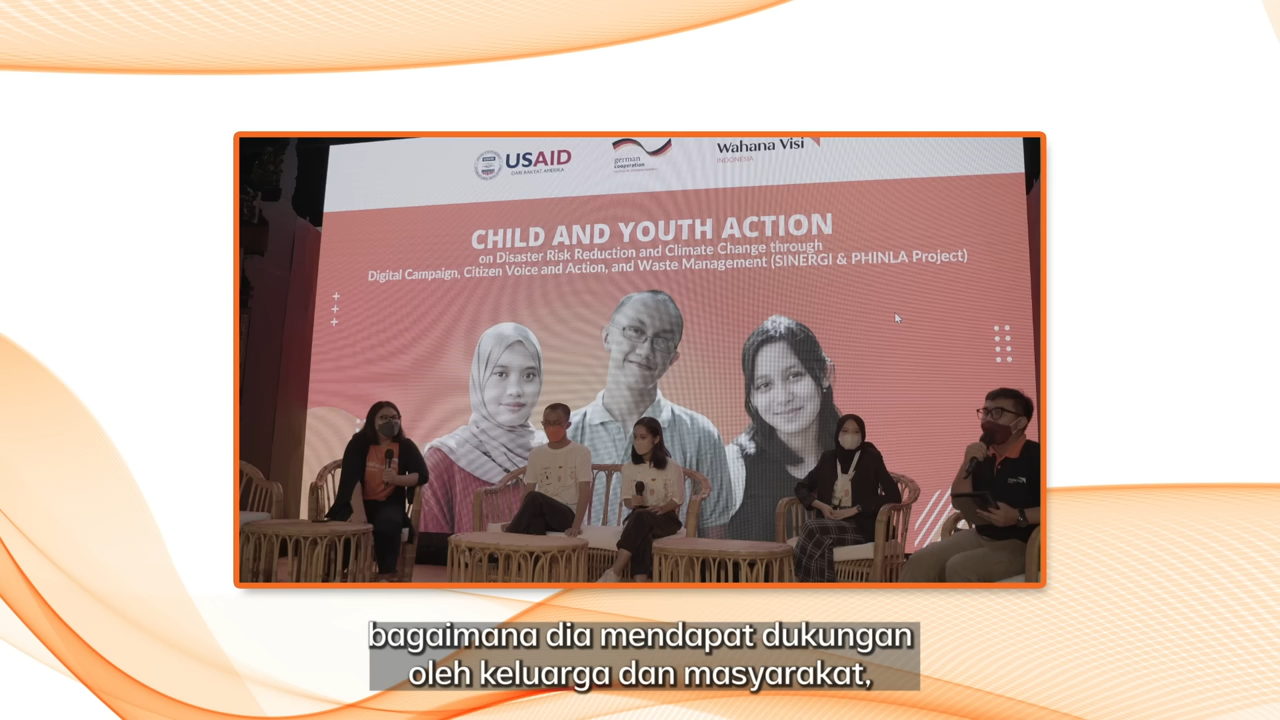 USAID
DARI RAKYAT AMERIKA
german
cooperation
Wahana Visi
INDONESIA
CHILD AND YOUTH ACTION
on Disaster Risk Reduction and Climate Change through
Digital Campaign, Citizen Voice and Action, and Waste Management (SINERGI & PHINLA Project)
bagaimana dia mendapat dukungan
oleh keluarga dan masyarakat,